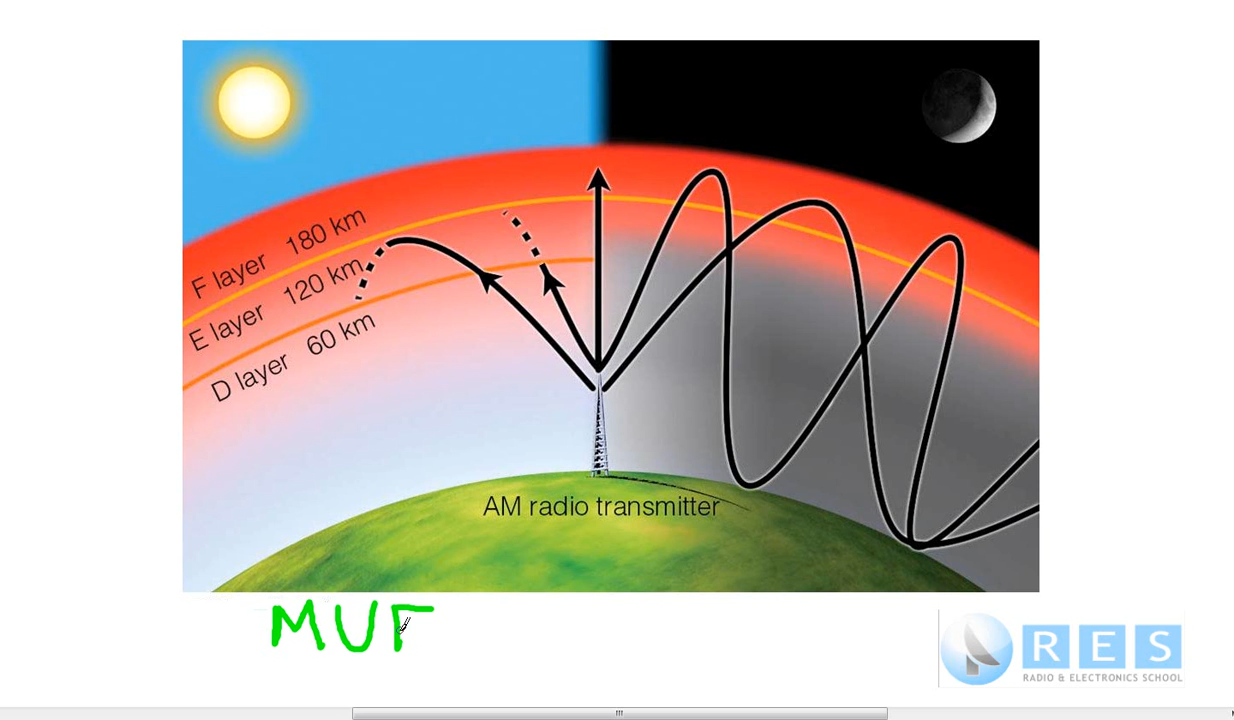 F layer 180 km
E layer 120 km
D layer 60 km
AM radio transmitter
MUF
RES
RADIO & ELECTRONICS SCHOOL